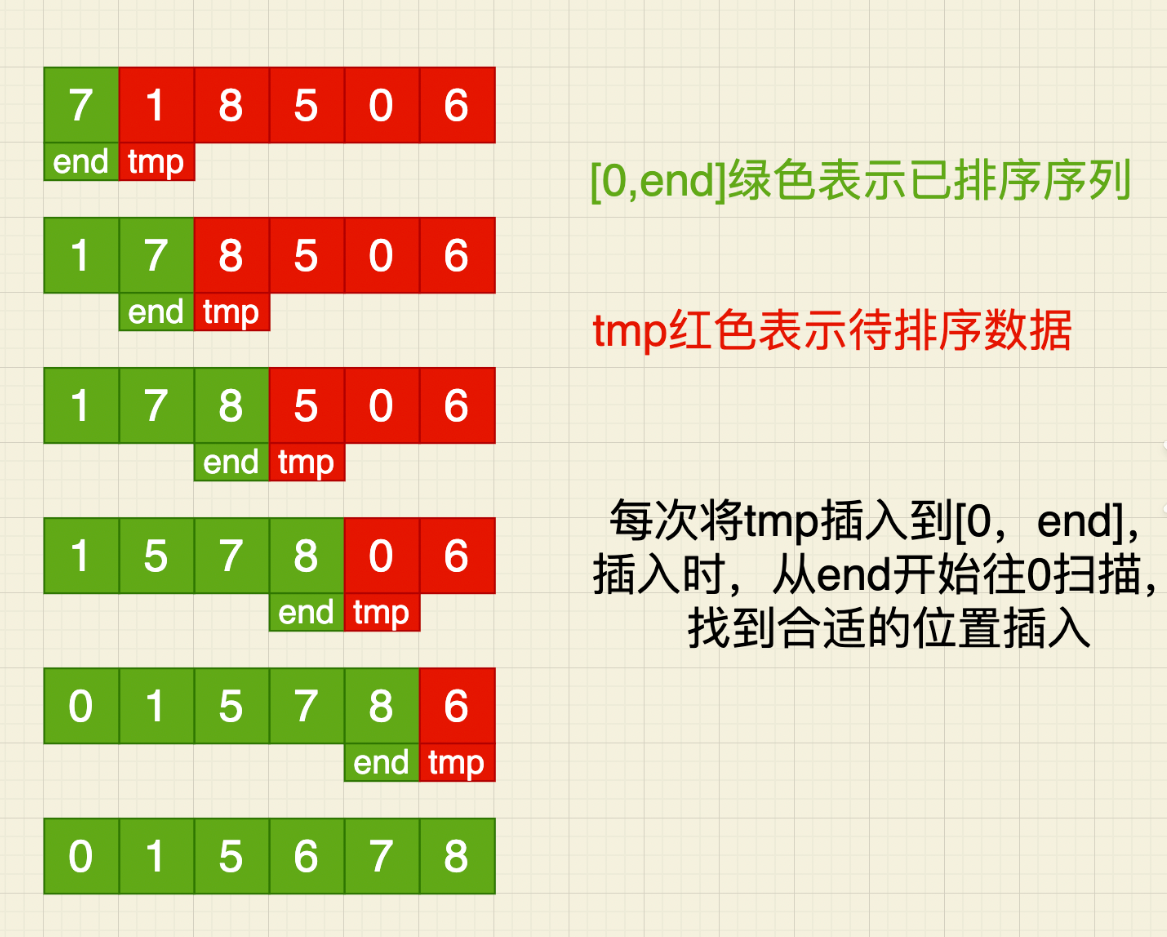 7 1 8 5 0 6
end tmp
[0,end]绿色表示已排序序列
1 7 8 5 0 6
end tmp
tmp红色表示待排序数据
1 7 8 5 0 6
end tmp
每次将tmp插入到[0，end]，
插入时，从end开始往0扫描，
找到合适的位置插入
1 5 7 8 0 6
end tmp
0 1 5 7 8 6
end tmp
0 1 5 6 7 8